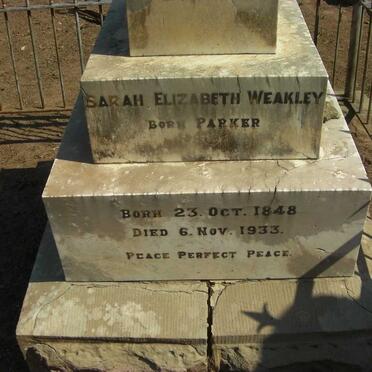 Sarah Elizabeth Weakley
Born Parker
Born 23. Oct. 1848
Died 6. Nov. 1933.
Peace Perfect Peace.